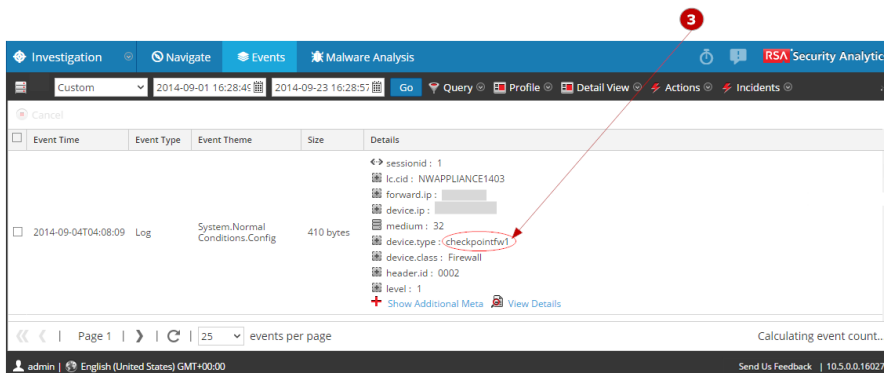 3
Investigation Navigate Events Malware Analysis RSA Security Analytic
Custom 2014-09-01 16:28:49 2014-09-23 16:28:57 Go Query Profile Detail View Actions Incidents
Cancel
Event Time Event Type Event Theme Size Details
sessionid : 1
lc.cid : NWAPPLIANCE1403
forward.ip :
device.ip :
medium : 32
2014-09-04T04:08:09 Log System.Normal Conditions.Config 410 bytes
device.type : checkpointfw1
device.class : Firewall
header.id : 0002
level : 1
Show Additional Meta View Details
Page 1 25 events per page Calculating event count...
admin | English (United States) GMT+00:00 Send Us Feedback | 10.5.0.0.16027